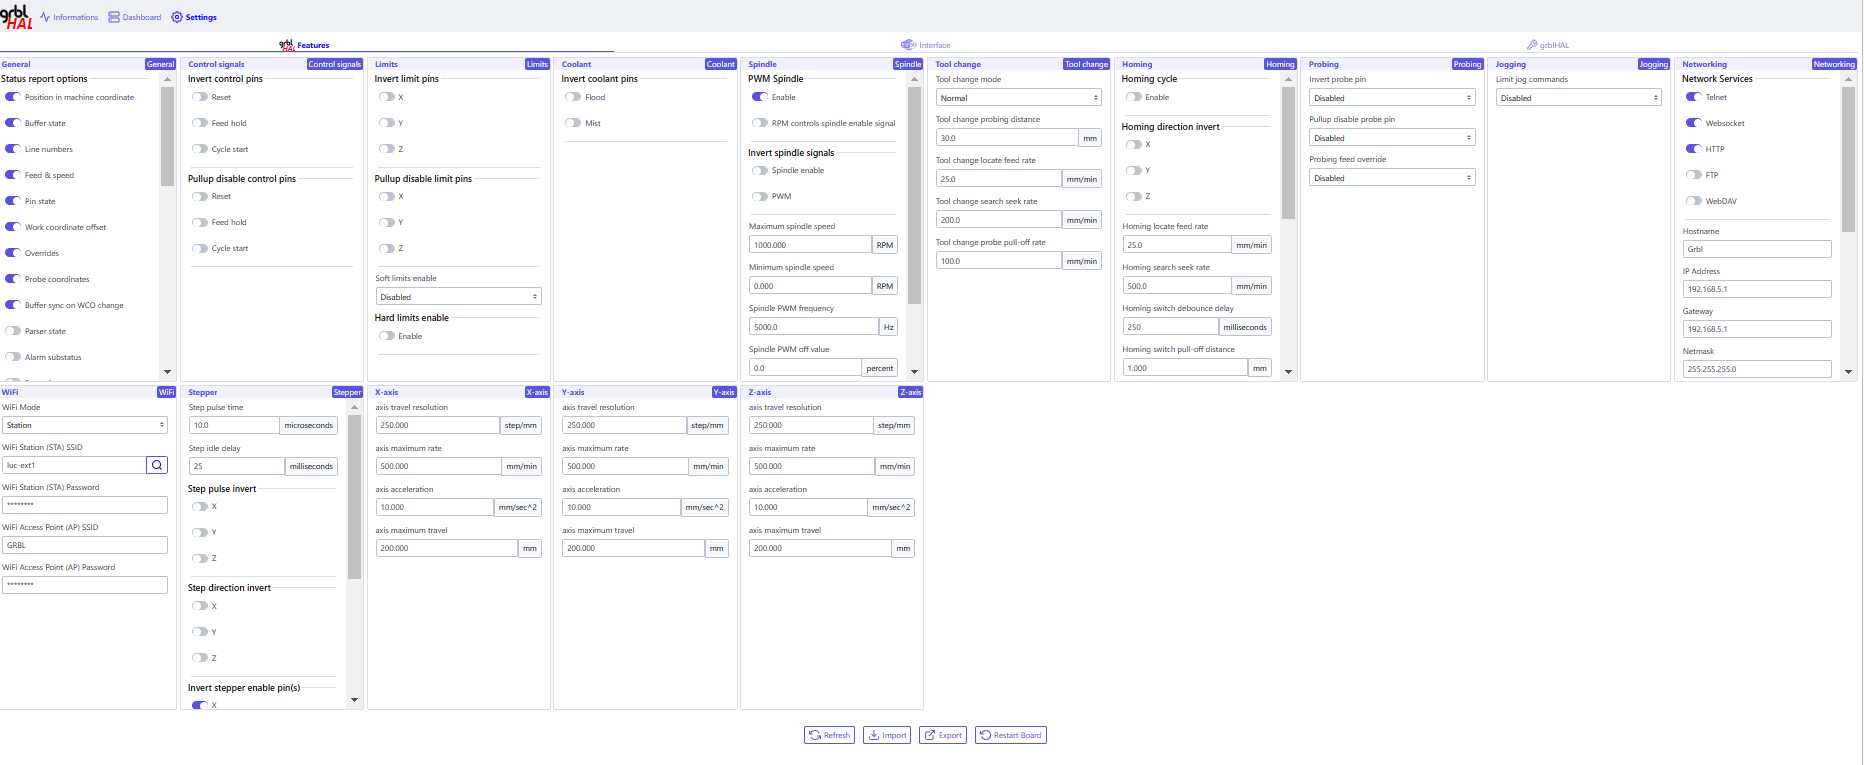 grbl
HAL
Informations
Dashboard
Settings
grbl
HAL
Features
Interface
grblHAL
General
General
Status report options
Position in machine coordinate
Buffer state
Line numbers
Feed & speed
Pin state
Work coordinate offset
Overrides
Probe coordinates
Buffer sync on WCO change
Parser state
Alarm substatus
Control signals
Control signals
Invert control pins
Reset
Feed hold
Cycle start
Pullup disable control pins
Reset
Feed hold
Cycle start
Limits
Limits
Invert limit pins
X
Y
Z
Pullup disable limit pins
X
Y
Z
Soft limits enable
Disabled
Hard limits enable
Enable
Coolant
Coolant
Invert coolant pins
Flood
Mist
Spindle
Spindle
PWM Spindle
Enable
RPM controls spindle enable signal
Invert spindle signals
Spindle enable
PWM
Maximum spindle speed
1000.000 RPM
Minimum spindle speed
0.000 RPM
Spindle PWM frequency
5000.0 Hz
Spindle PWM off value
0.0 percent
Tool change
Tool change
Tool change mode
Normal
Tool change probing distance
30.0 mm
Tool change locate feed rate
25.0 mm/min
Tool change search seek rate
200.0 mm/min
Tool change probe pull-off rate
100.0 mm/min
Homing
Homing
Homing cycle
Enable
Homing direction invert
X
Y
Z
Homing locate feed rate
25.0 mm/min
Homing search seek rate
500.0 mm/min
Homing switch debounce delay
250 milliseconds
Homing switch pull-off distance
1.000 mm
Probing
Probing
Invert probe pin
Disabled
Pullup disable probe pin
Disabled
Probing feed override
Disabled
Jogging
Jogging
Limit jog commands
Disabled
Networking
Networking
Network Services
Telnet
Websocket
HTTP
FTP
WebDAV
Hostname
Grbl
IP Address
192.168.5.1
Gateway
192.168.5.1
Netmask
255.255.255.0
WiFi
WiFi
WiFi Mode
Station
WiFi Station (STA) SSID
luc-ext1
WiFi Station (STA) Password
********
WiFi Access Point (AP) SSID
GRBL
WiFi Access Point (AP) Password
********
Stepper
Stepper
Step pulse time
10.0 microseconds
Step idle delay
25 milliseconds
Step pulse invert
X
Y
Z
Step direction invert
X
Y
Z
Invert stepper enable pin(s)
X
X-axis
X-axis
axis travel resolution
250.000 step/mm
axis maximum rate
500.000 mm/min
axis acceleration
10.000 mm/sec^2
axis maximum travel
200.000 mm
Y-axis
Y-axis
axis travel resolution
250.000 step/mm
axis maximum rate
500.000 mm/min
axis acceleration
10.000 mm/sec^2
axis maximum travel
200.000 mm
Z-axis
Z-axis
axis travel resolution
250.000 step/mm
axis maximum rate
500.000 mm/min
axis acceleration
10.000 mm/sec^2
axis maximum travel
200.000 mm
Refresh
Import
Export
Restart Board